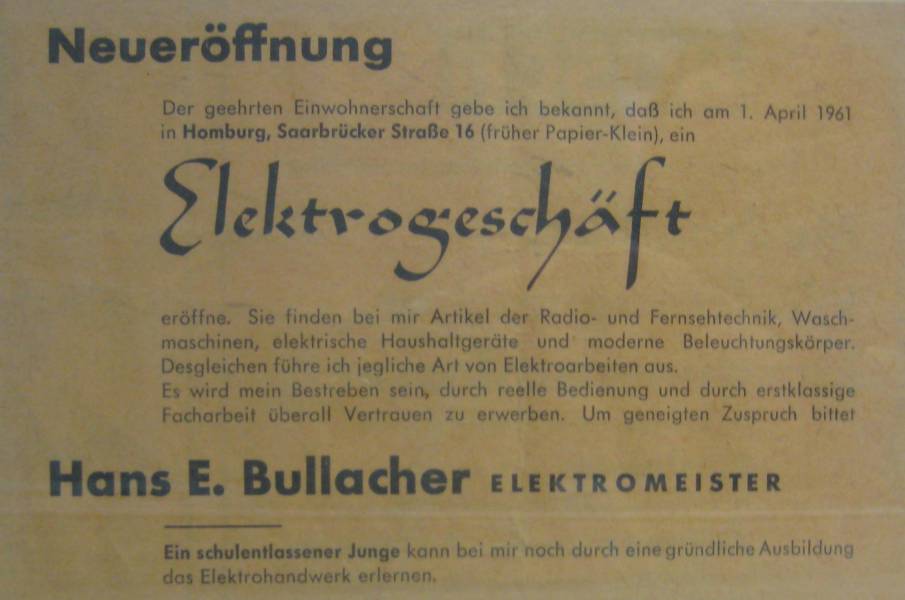 Neueröffnung
Der geehrten Einwohnerschaft gebe ich bekannt, daß ich am 1. April 1961
in Homburg, Saarbrücker Straße 16 (früher Papier-Klein), ein
Elektrogeschäft
eröffne. Sie finden bei mir Artikel der Radio- und Fernsehtechnik, Wasch-
maschinen, elektrische Haushaltgeräte und moderne Beleuchtungskörper.
Desgleichen führe ich jegliche Art von Elektroarbeiten aus.
Es wird mein Bestreben sein, durch reelle Bedienung und durch erstklassige
Facharbeit überall Vertrauen zu erwerben. Um geneigten Zuspruch bittet
Hans E. Bullacher ELEKTROMEISTER
Ein schulentlassener Junge kann bei mir noch durch eine gründliche Ausbildung
das Elektrohandwerk erlernen.